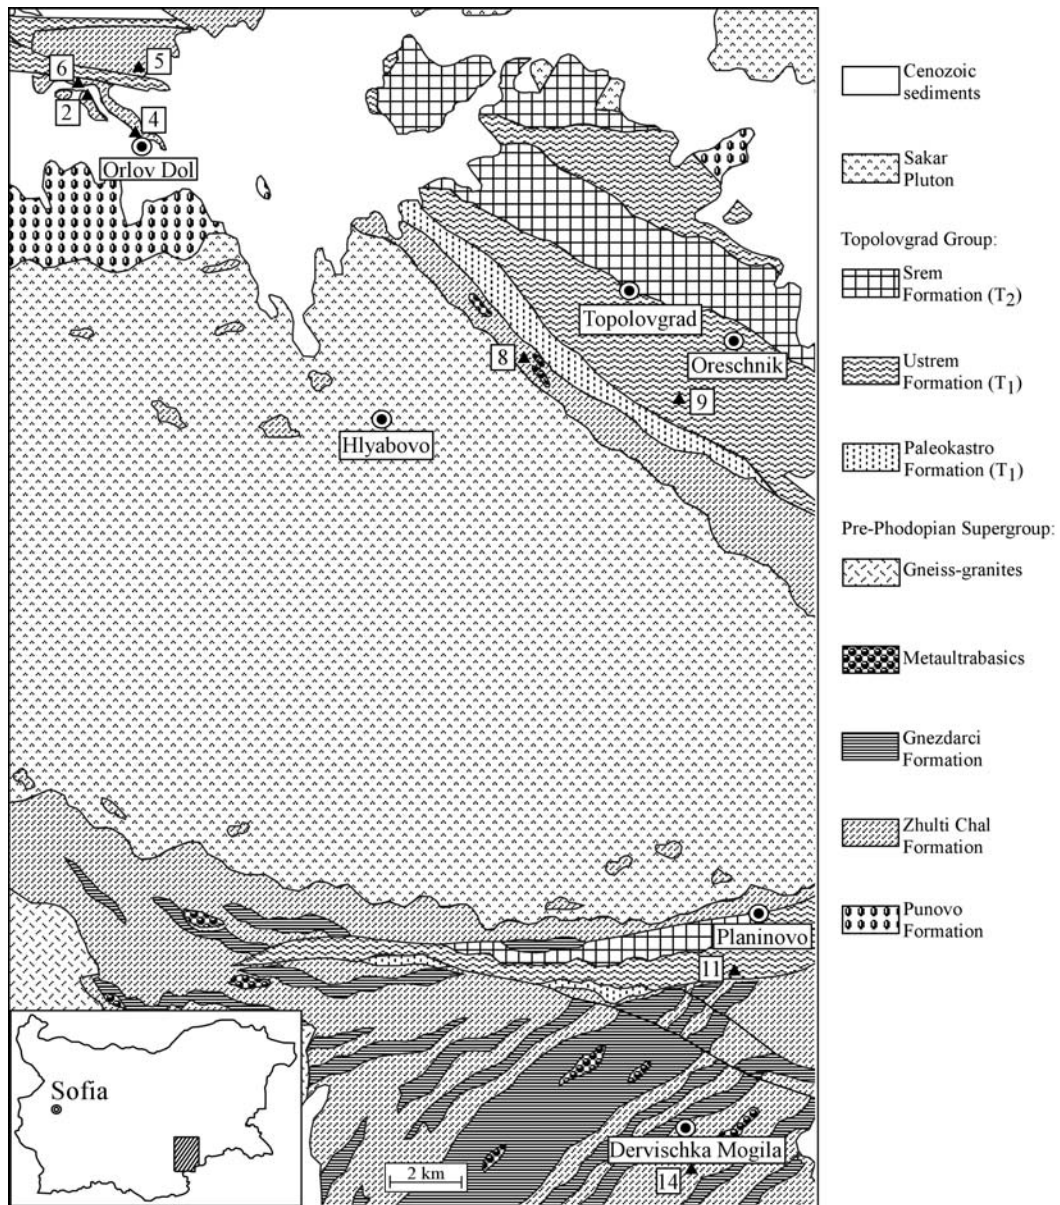 6
5
2
4
Orlov Dol
Topolovgrad
8
Oreschnik
9
Hlyabovo
Planinovo
11
Sofia
Dervischka Mogila
2 km
14
Cenozoic
sediments
Sakar
Pluton
Topolovgrad Group:
Srem
Formation (T2)
Ustrem
Formation (T1)
Paleokastro
Formation (T1)
Pre-Phodopian Supergroup:
Gneiss-granites
Metaultrabasics
Gnezdarci
Formation
Zhulti Chal
Formation
Punovo
Formation